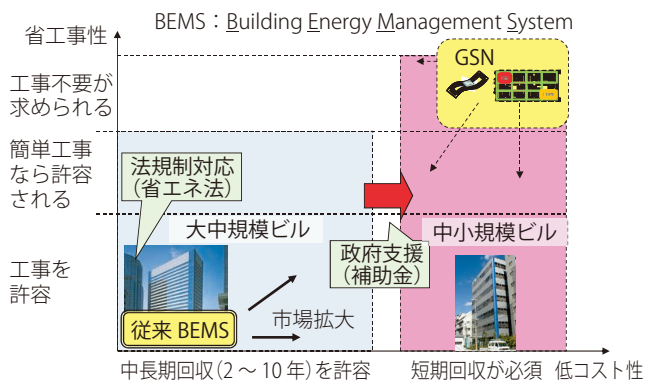 BEMS：Building Energy Management System
省工事性
GSN
工事不要が
求められる
簡単工事
なら許容
される
法規制対応
（省エネ法）
大中規模ビル
中小規模ビル
政府支援
（補助金）
工事を
許容
従来 BEMS
市場拡大
中長期回収（2 ～ 10 年）を許容
短期回収が必須
低コスト性